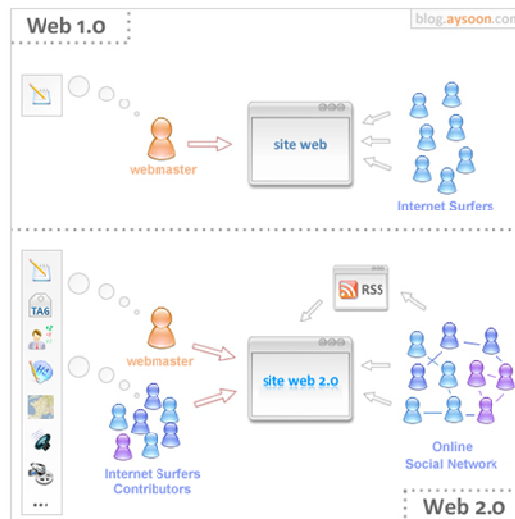 Web 1.0
blog.aysoon.com
site web
webmaster
Internet Surfers
TAG
RSS
webmaster
site web 2.0
Internet Surfers
Contributors
Online
Social Network
...
Web 2.0